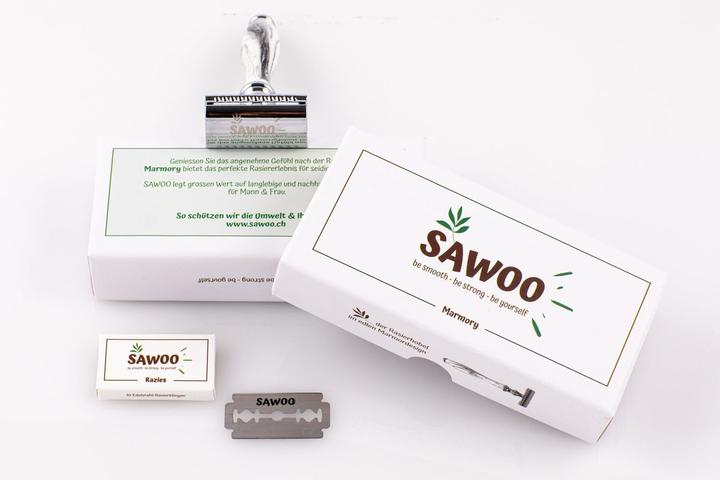 SAWOO
Geniessen Sie das angenehme Gefühl nach der
Marmory bietet das perfekte Rasiererlebnis für
SAWOO legt grossen Wert auf langlebige und
für Mann & Frau.
So schützen wir die Umwelt &
www.sawoo.ch
be strong - be yourself
SAWOO
be smooth - be strong - be yourself
Marmory
der Rasierhobel
im edlen Marmordesign
SAWOO
be smooth - be strong - be yourself
Razies
10 Edelstahl Rasierklingen
SAWOO